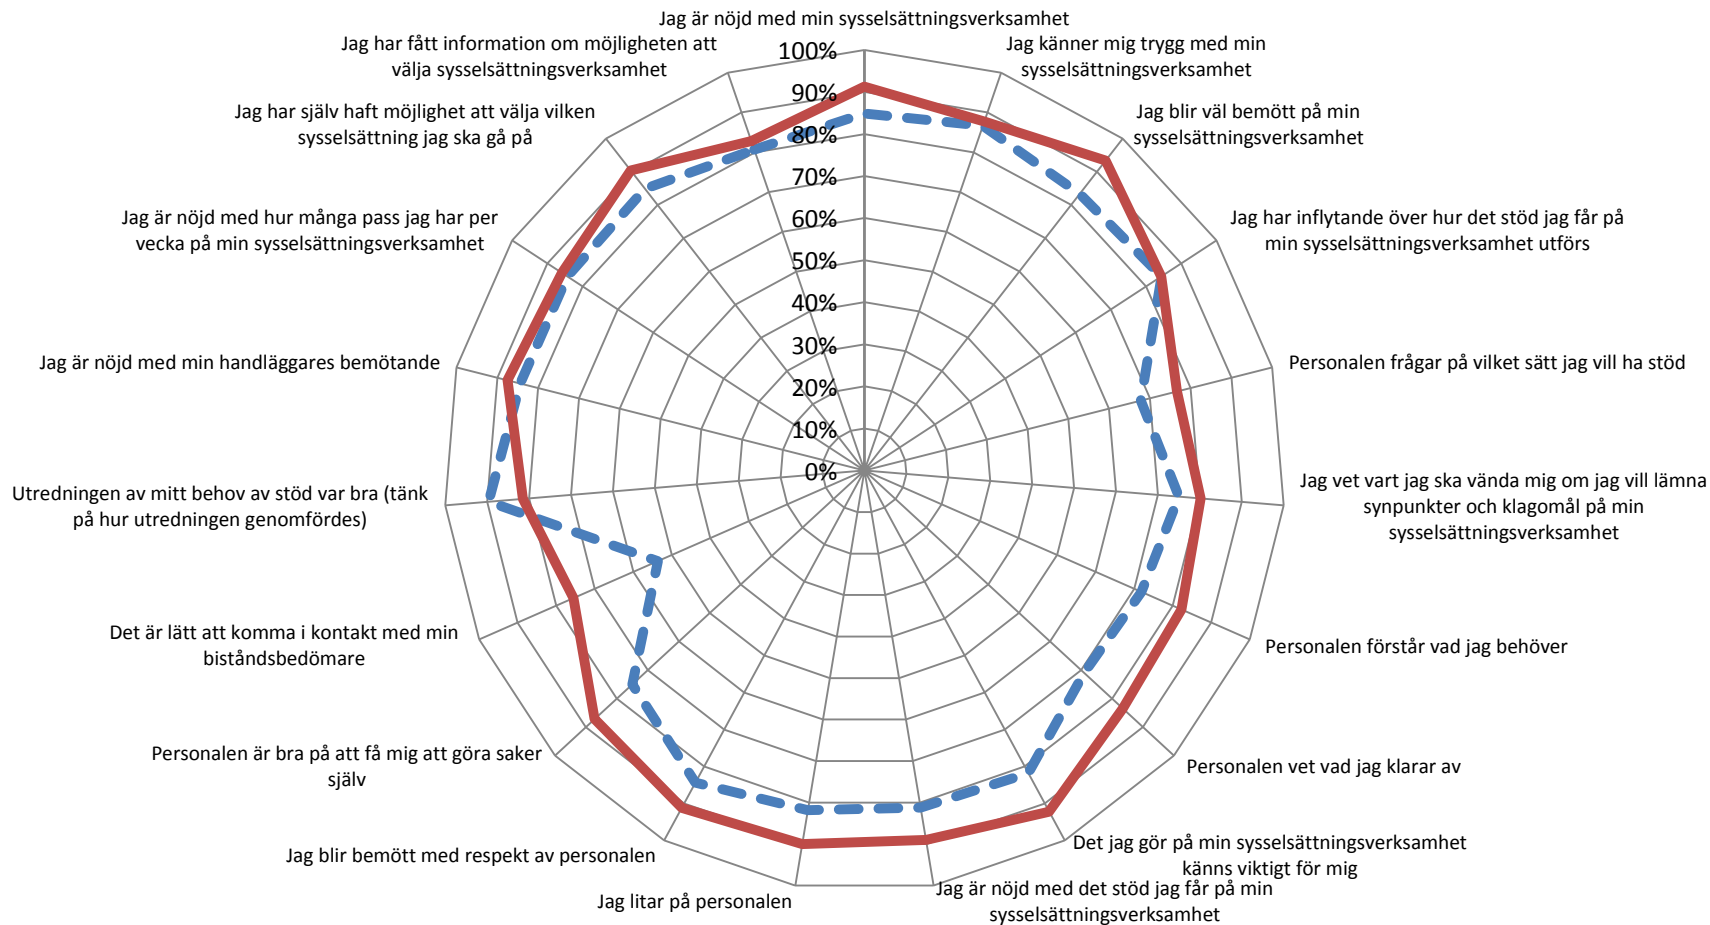 Jag är nöjd med min sysselsättningsverksamhet
Jag känner mig trygg med min
sysselsättningsverksamhet
Jag blir väl bemött på min
sysselsättningsverksamhet
Jag har inflytande över hur det stöd jag får på
min sysselsättningsverksamhet utförs
Personalen frågar på vilket sätt jag vill ha stöd
Jag vet vart jag ska vända mig om jag vill lämna
synpunkter och klagomål på min
sysselsättningsverksamhet
Personalen förstår vad jag behöver
Personalen vet vad jag klarar av
Det jag gör på min sysselsättningsverksamhet
känns viktigt för mig
Jag är nöjd med det stöd jag får på min
sysselsättningsverksamhet
Jag litar på personalen
Jag blir bemött med respekt av personalen
Personalen är bra på att få mig att göra saker
själv
Det är lätt att komma i kontakt med min
biståndsbedömare
Utredningen av mitt behov av stöd var bra (tänk
på hur utredningen genomfördes)
Jag är nöjd med min handläggares bemötande
Jag är nöjd med hur många pass jag har per
vecka på min sysselsättningsverksamhet
Jag har själv haft möjlighet att välja vilken
sysselsättning jag ska gå på
Jag har fått information om möjligheten att
välja sysselsättningsverksamhet
100%
90%
80%
70%
60%
50%
40%
30%
20%
10%
0%